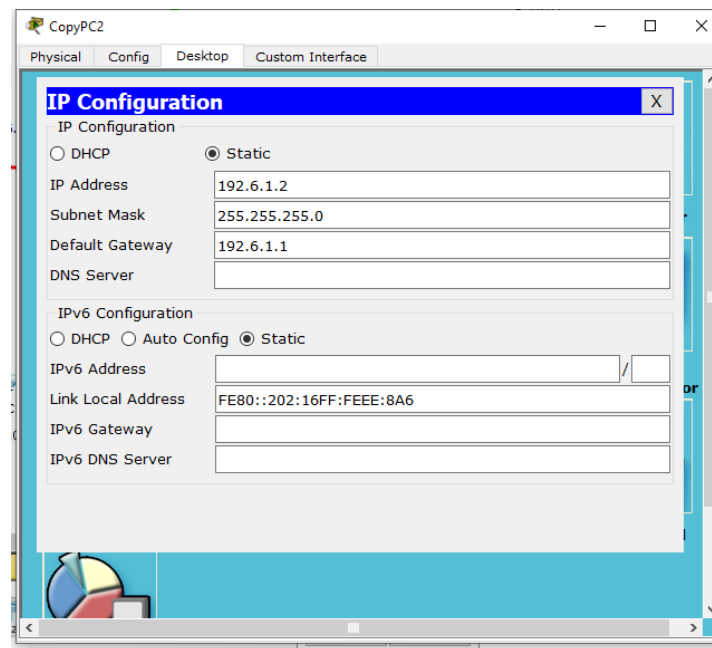 CopyPC2
Physical Config Desktop Custom Interface
IP Configuration X
IP Configuration
DHCP Static
IP Address 192.6.1.2
Subnet Mask 255.255.255.0
Default Gateway 192.6.1.1
DNS Server
IPv6 Configuration
DHCP Auto Config Static
IPv6 Address /
Link Local Address FE80::202:16FF:FEEE:8A6
IPv6 Gateway
IPv6 DNS Server
or